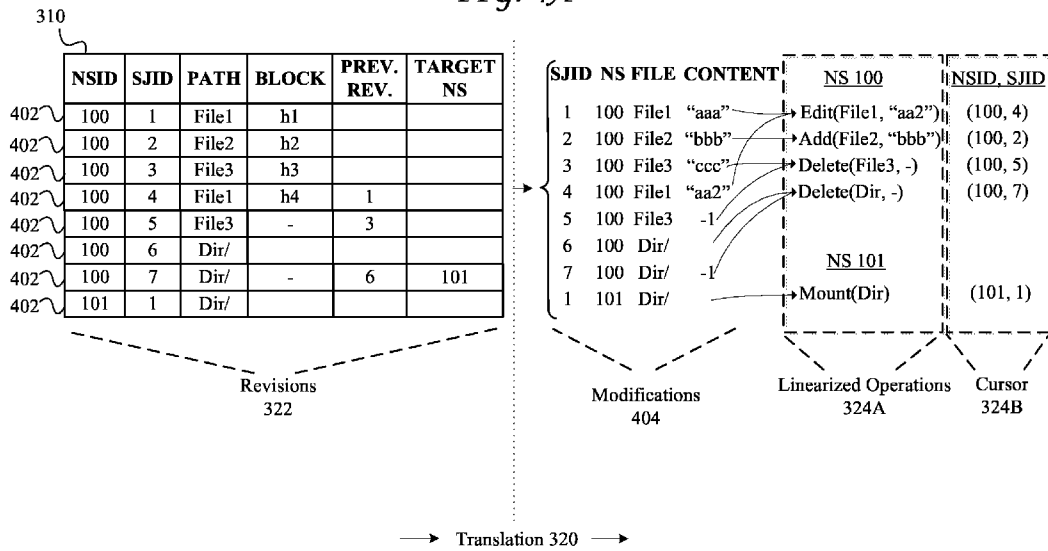 310
NSID SJID PATH BLOCK PREV. REV. TARGET NS
402 100 1 File1 h1
402 100 2 File2 h2
402 100 3 File3 h3
402 100 4 File1 h4 1
402 100 5 File3 - 3
402 100 6 Dir/
402 100 7 Dir/ - 6 101
402 101 1 Dir/
Revisions
322
SJID NS FILE CONTENT
1 100 File1 “aaa”
2 100 File2 “bbb”
3 100 File3 “ccc”
4 100 File1 “aa2”
5 100 File3 -1
6 100 Dir/
7 100 Dir/ -1
1 101 Dir/
Modifications
404
NS 100
Edit(File1, “aa2”)
Add(File2, “bbb”)
Delete(File3, -)
Delete(Dir, -)
NS 101
Mount(Dir)
Linearized Operations
324A
NSID, SJID
(100, 4)
(100, 2)
(100, 5)
(100, 7)
(101, 1)
Cursor
324B
Translation 320